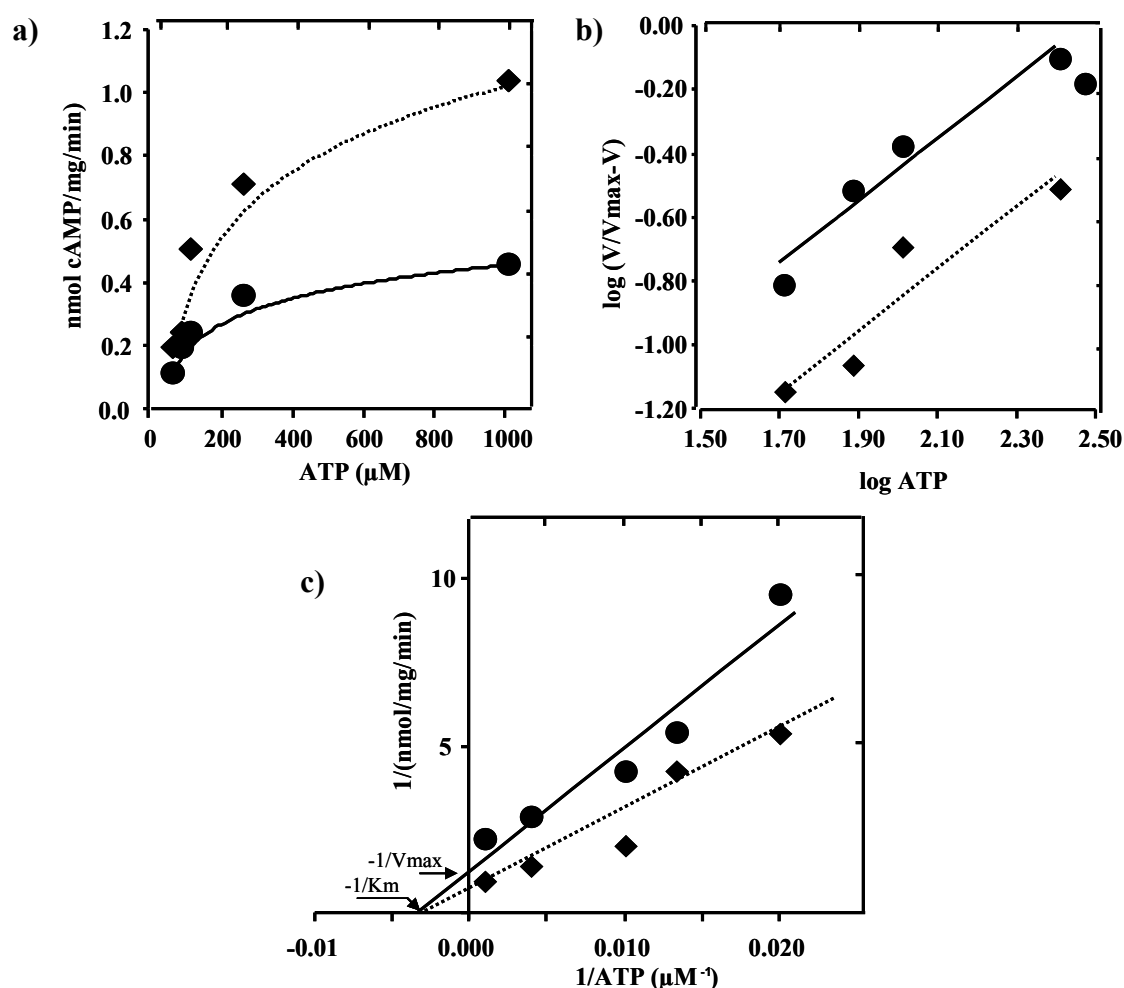 a)
1.2
1.0
0.8
0.6
0.4
0.2
0.0
nmol cAMP/mg/min)
0 200 400 600 800 1000
ATP (µM)
b)
0.00
-0.20
-0.40
-0.60
-0.80
-1.00
-1.20
log (V/Vmax-V)
1.50 1.70 1.90 2.10 2.30 2.50
log ATP
c)
10
5
1/(nmol/mg/min)
-1/Vmax
-1/Km
-0.01 0.000 0.010 0.020
1/ATP (µM⁻¹)